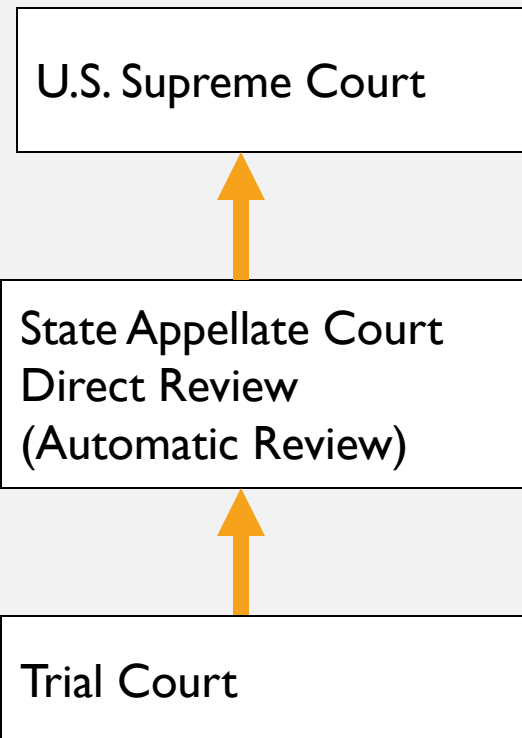 U.S. Supreme Court
State Appellate Court
Direct Review
(Automatic Review)
Trial Court